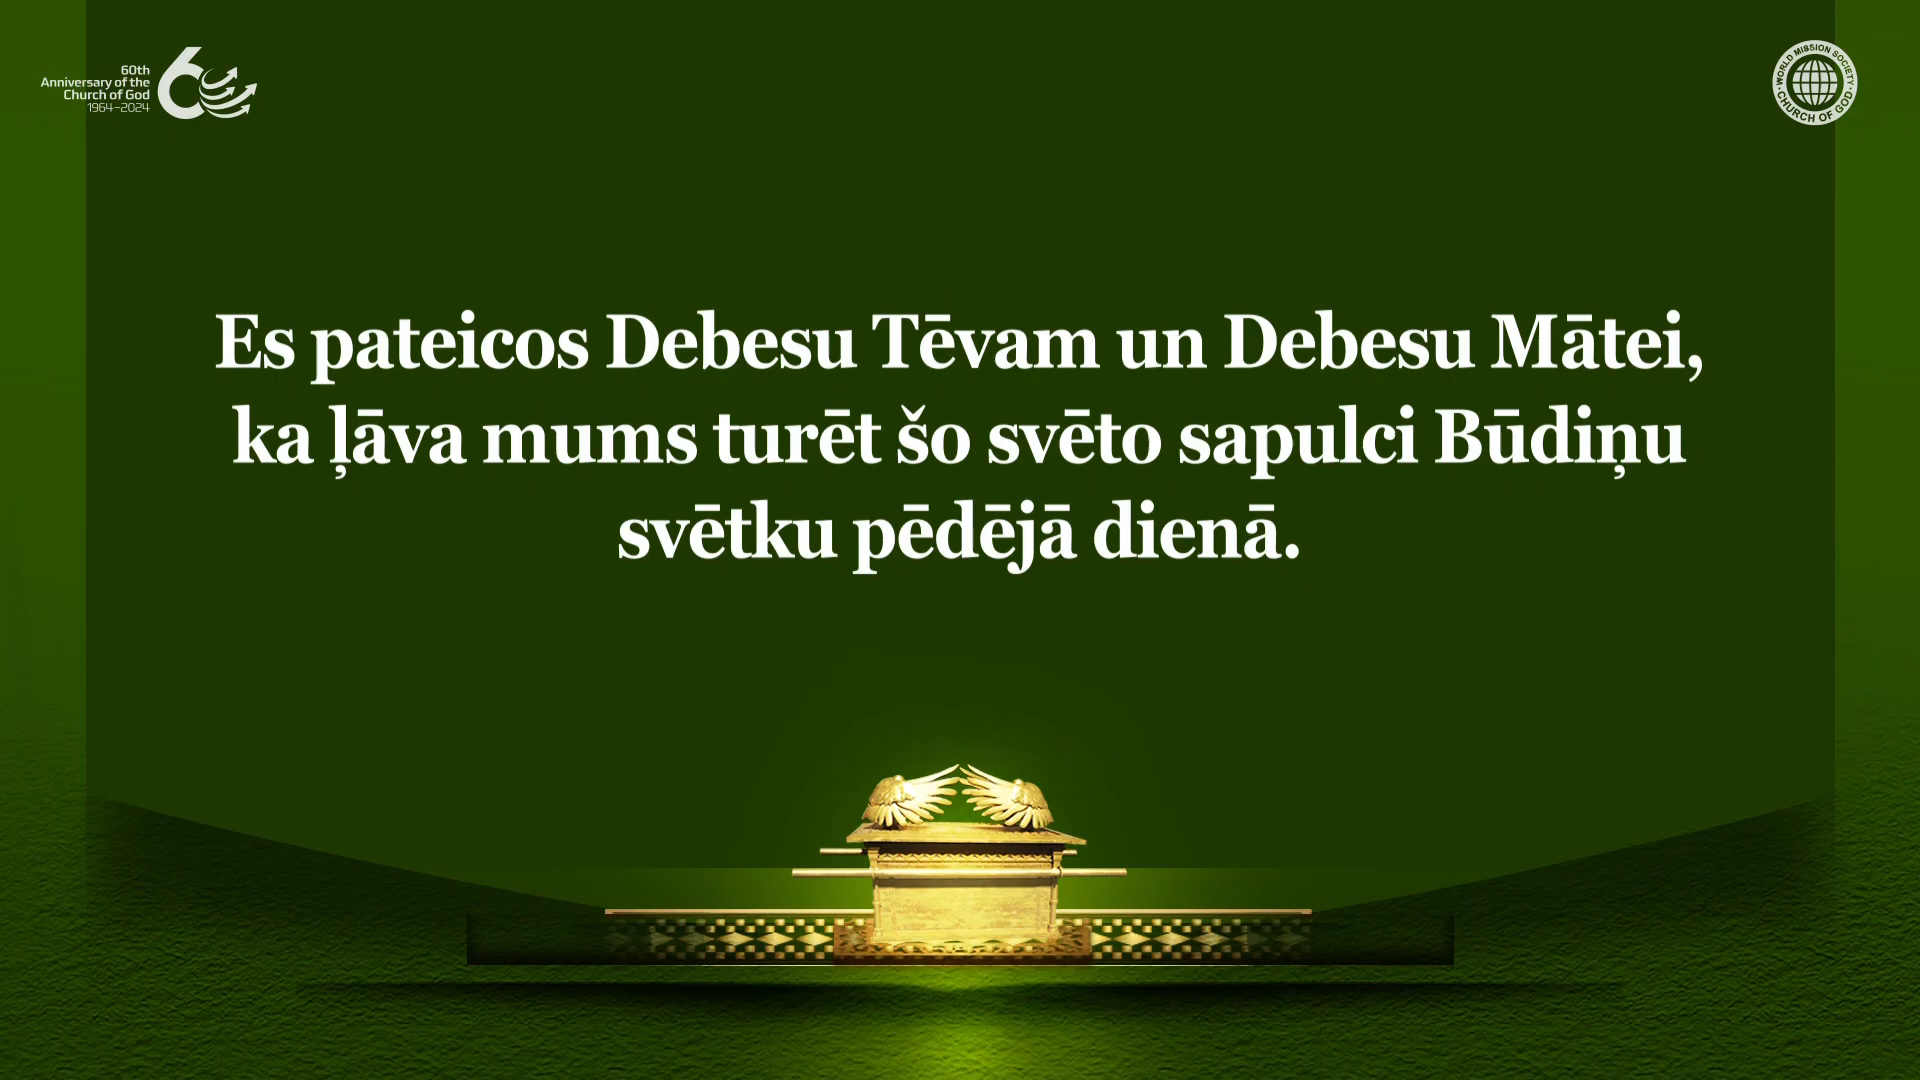 60th
Anniversary of the
Church of God
1964–2024
WORLD MISSION SOCIETY
CHURCH OF GOD
Es pateicos Debesu Tēvam un Debesu Mātei,
ka ļāva mums turēt šo svēto sapulci Būdiņu
svētku pēdējā dienā.